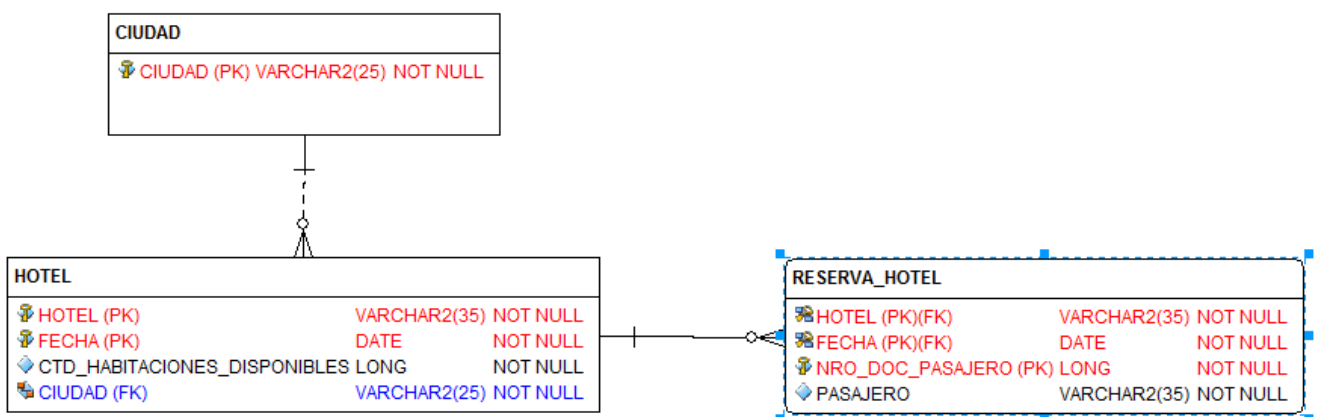 CIUDAD
CIUDAD (PK) VARCHAR2(25) NOT NULL
HOTEL
HOTEL (PK) VARCHAR2(35) NOT NULL
FECHA (PK) DATE NOT NULL
CTD_HABITACIONES_DISPONIBLES LONG NOT NULL
CIUDAD (FK) VARCHAR2(25) NOT NULL
RESERVA_HOTEL
HOTEL (PK)(FK) VARCHAR2(35) NOT NULL
FECHA (PK)(FK) DATE NOT NULL
NRO_DOC_PASAJERO (PK) LONG NOT NULL
PASAJERO VARCHAR2(35) NOT NULL